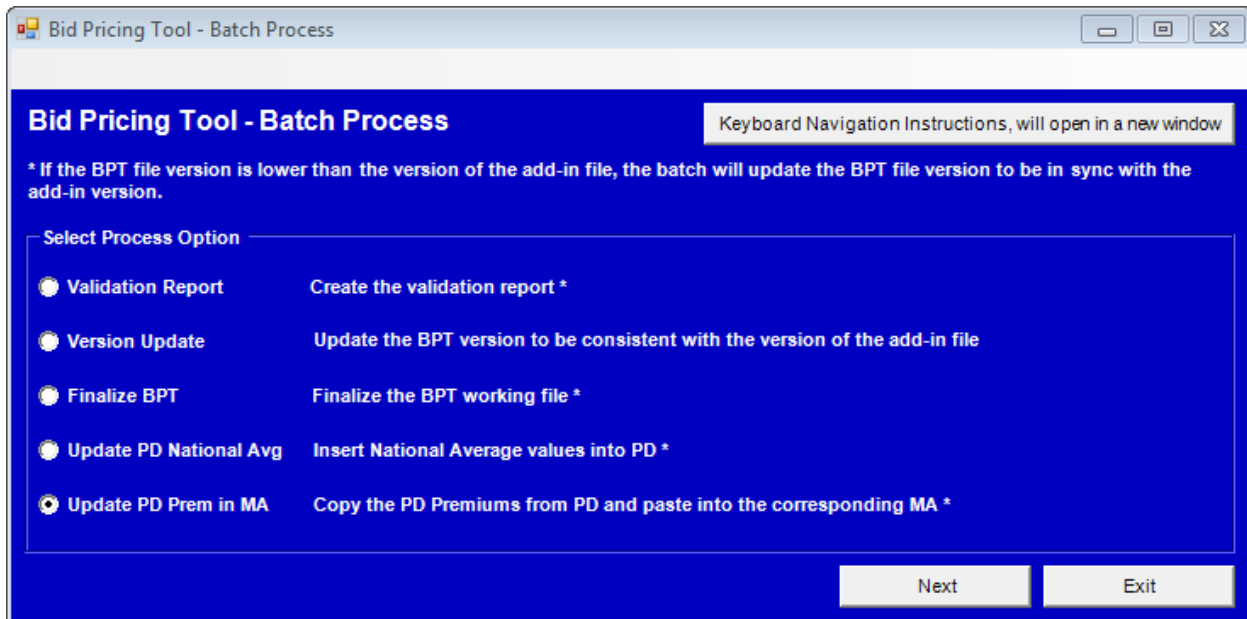 Bid Pricing Tool - Batch Process
Bid Pricing Tool - Batch Process
Keyboard Navigation Instructions, will open in a new window
* If the BPT file version is lower than the version of the add-in file, the batch will update the BPT file version to be in sync with the
add-in version.
Select Process Option
Validation Report Create the validation report *
Version Update Update the BPT version to be consistent with the version of the add-in file
Finalize BPT Finalize the BPT working file *
Update PD National Avg Insert National Average values into PD *
Update PD Prem in MA Copy the PD Premiums from PD and paste into the corresponding MA *
Next Exit